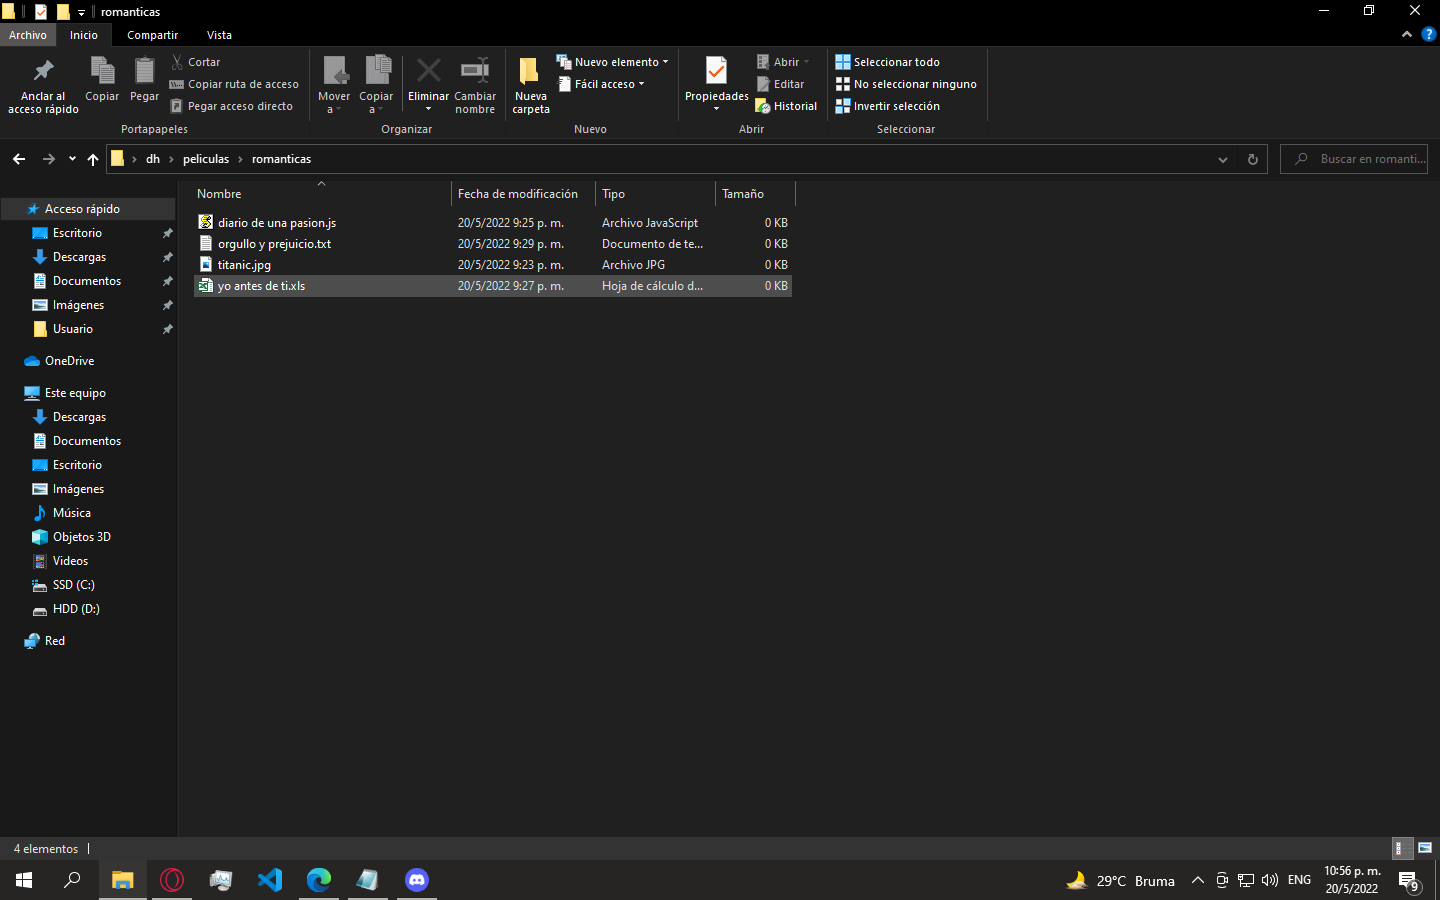 romanticas
Archivo Inicio Compartir Vista
Anclar al acceso rápido
Copiar
Pegar
Cortar
Copiar ruta de acceso
Pegar acceso directo
Portapapeles
Mover a
Copiar a
Eliminar
Cambiar nombre
Organizar
Nueva carpeta
Nuevo elemento
Fácil acceso
Nuevo
Propiedades
Abrir
Editar
Historial
Abrir
Seleccionar todo
No seleccionar ninguno
Invertir selección
Seleccionar
dh > peliculas > romanticas
Buscar en romanti...
Acceso rápido
Escritorio
Descargas
Documentos
Imágenes
Usuario
OneDrive
Este equipo
Descargas
Documentos
Escritorio
Imágenes
Música
Objetos 3D
Videos
SSD (C:)
HDD (D:)
Red
Nombre Fecha de modificación Tipo Tamaño
diario de una pasion.js 20/5/2022 9:25 p. m. Archivo JavaScript 0 KB
orgullo y prejuicio.txt 20/5/2022 9:29 p. m. Documento de te... 0 KB
titanic.jpg 20/5/2022 9:23 p. m. Archivo JPG 0 KB
yo antes de ti.xls 20/5/2022 9:27 p. m. Hoja de cálculo d... 0 KB
4 elementos
29°C Bruma
ENG
10:56 p. m.
20/5/2022
9